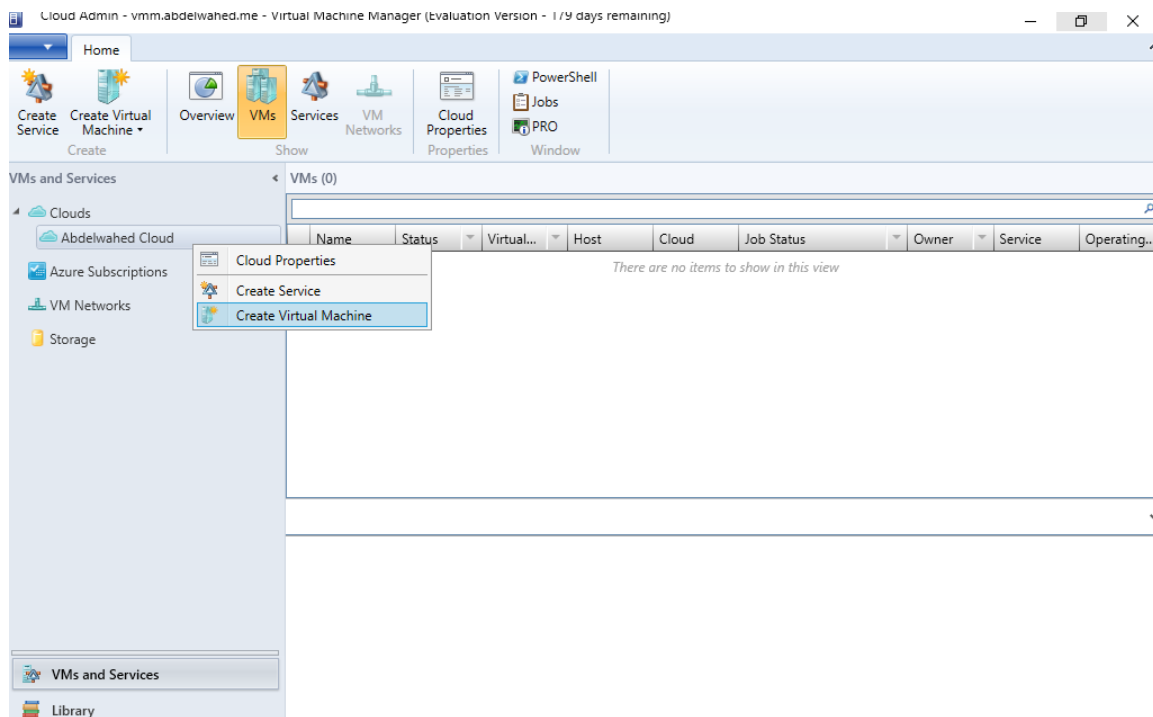 Cloud Admin - vmm.abdelwahed.me - Virtual Machine Manager (Evaluation Version - 179 days remaining)
Home
Create Service
Create Virtual Machine
Overview
VMs
Services
VM Networks
Cloud Properties
PowerShell
Jobs
PRO
Create
Show
Properties
Window
VMs and Services
VMs (0)
Clouds
Abdelwahed Cloud
Azure Subscriptions
VM Networks
Storage
Name Status Virtual... Host Cloud Job Status Owner Service Operating...
There are no items to show in this view
Cloud Properties
Create Service
Create Virtual Machine
VMs and Services
Library